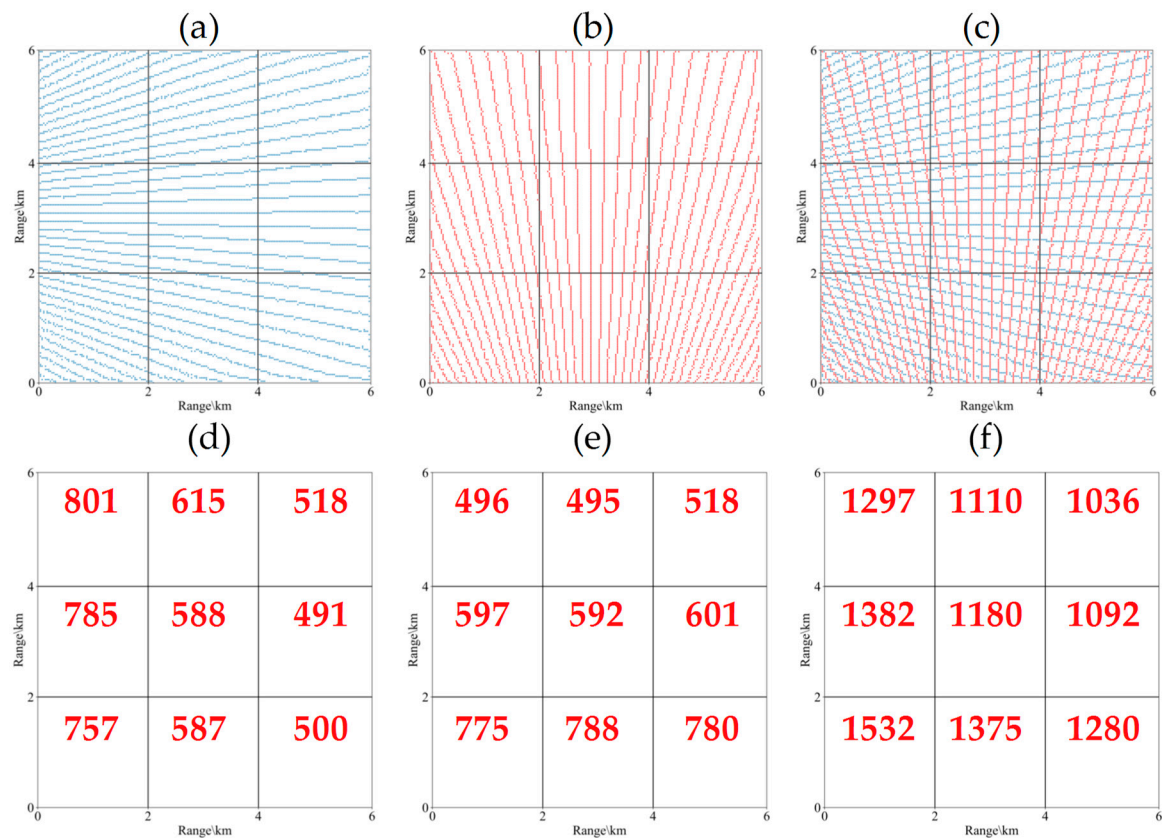 (a) (b) (c)
6 6 6
4 4 4
Range\km Range\km Range\km
2 2 2
0 0 0
0 2 4 6 0 2 4 6 0 2 4 6
Range\km Range\km Range\km
(d) (e) (f)
6 6 6
801 615 518 496 495 518 1297 1110 1036
4 4 4
785 588 491 597 592 601 1382 1180 1092
Range\km Range\km Range\km
2 2 2
757 587 500 775 788 780 1532 1375 1280
0 0 0
0 2 4 6 0 2 4 6 0 2 4 6
Range\km Range\km Range\km